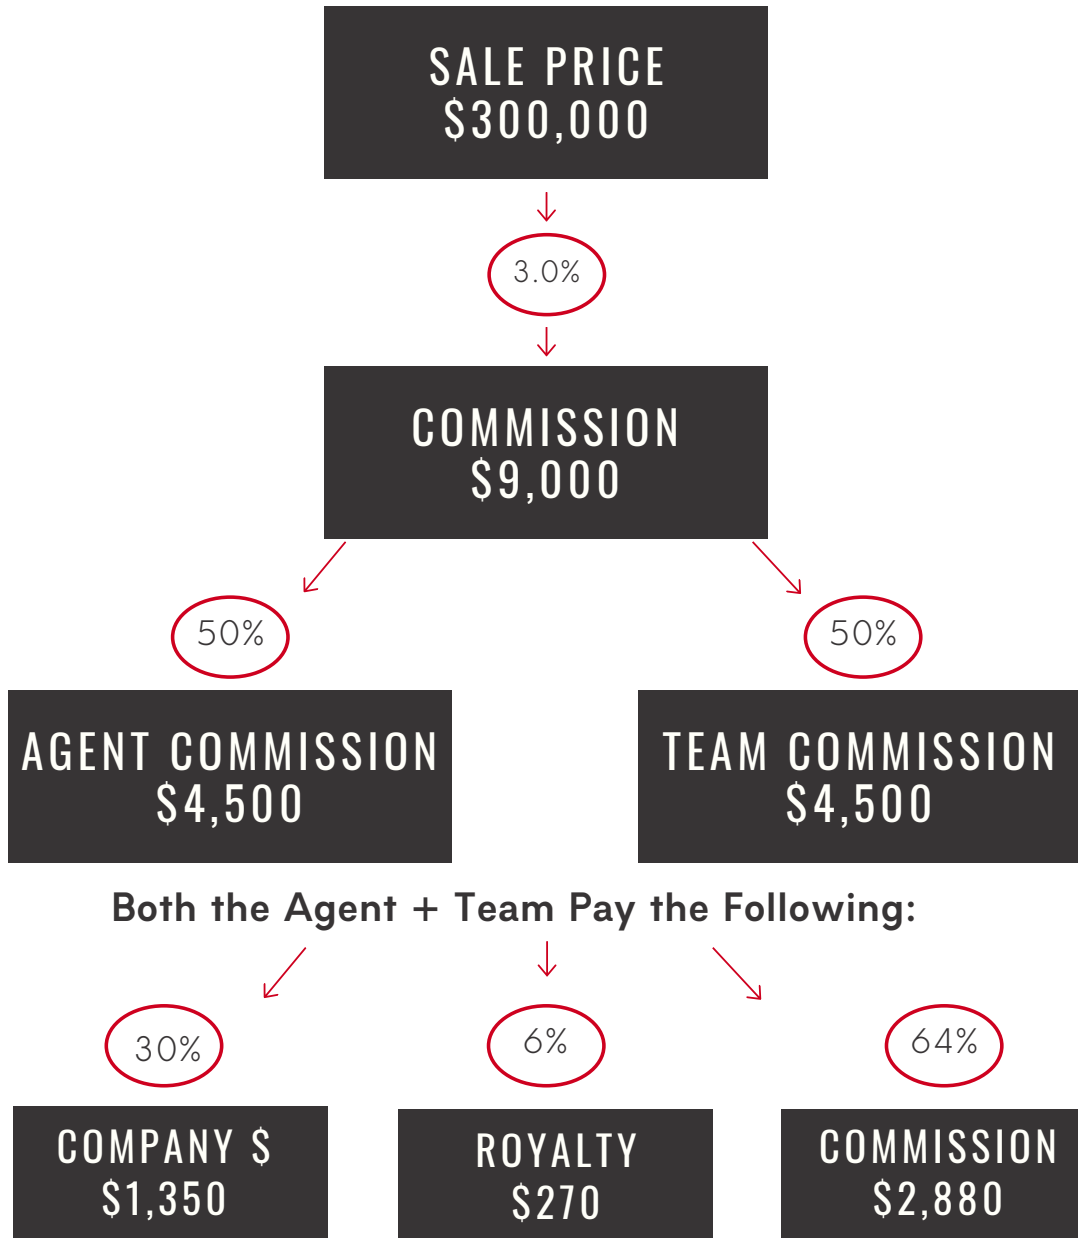 SALE PRICE
$300,000
3.0%
COMMISSION
$9,000
50%
50%
AGENT COMMISSION
$4,500
TEAM COMMISSION
$4,500
Both the Agent + Team Pay the Following:
30%
6%
64%
COMPANY $
$1,350
ROYALTY
$270
COMMISSION
$2,880